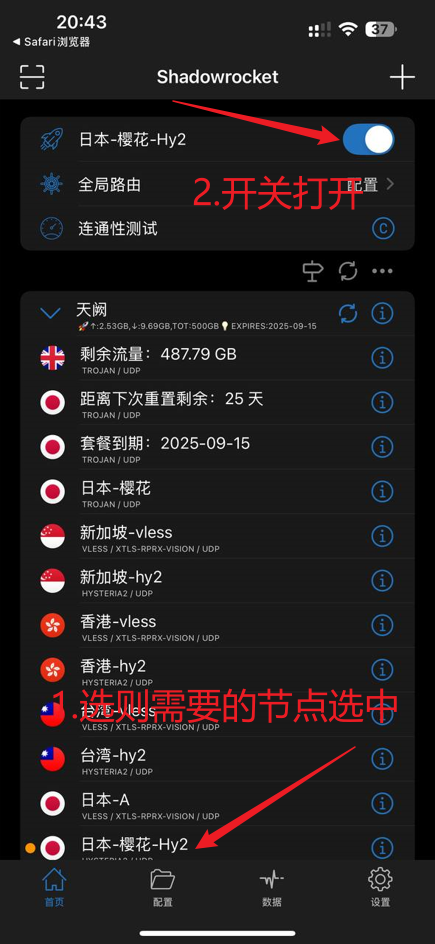 20:43
37
◀ Safari浏览器
Shadowrocket
日本-樱花-Hy2
全局路由
配置
2.开关打开
连通性测试
C
天阙
🚀↑:2.53GB,↓:9.69GB,TOT:500GB💡EXPIRES:2025-09-15
剩余流量：487.79 GB
TROJAN / UDP
距离下次重置剩余：25 天
TROJAN / UDP
套餐到期：2025-09-15
TROJAN / UDP
日本-樱花
TROJAN / UDP
新加坡-vless
VLESS / XTLS-RPRX-VISION / UDP
新加坡-hy2
HYSTERIA2 / UDP
香港-vless
VLESS / XTLS-RPRX-VISION / UDP
香港-hy2
HYSTERIA2 / UDP
1.选则需要的节点选中
台湾-vless
VLESS / XTLS-RPRX-VISION / UDP
台湾-hy2
HYSTERIA2 / UDP
日本-A
VLESS / XTLS-RPRX-VISION / UDP
日本-樱花-Hy2
HYSTERIA2 / UDP
首页
配置
数据
设置